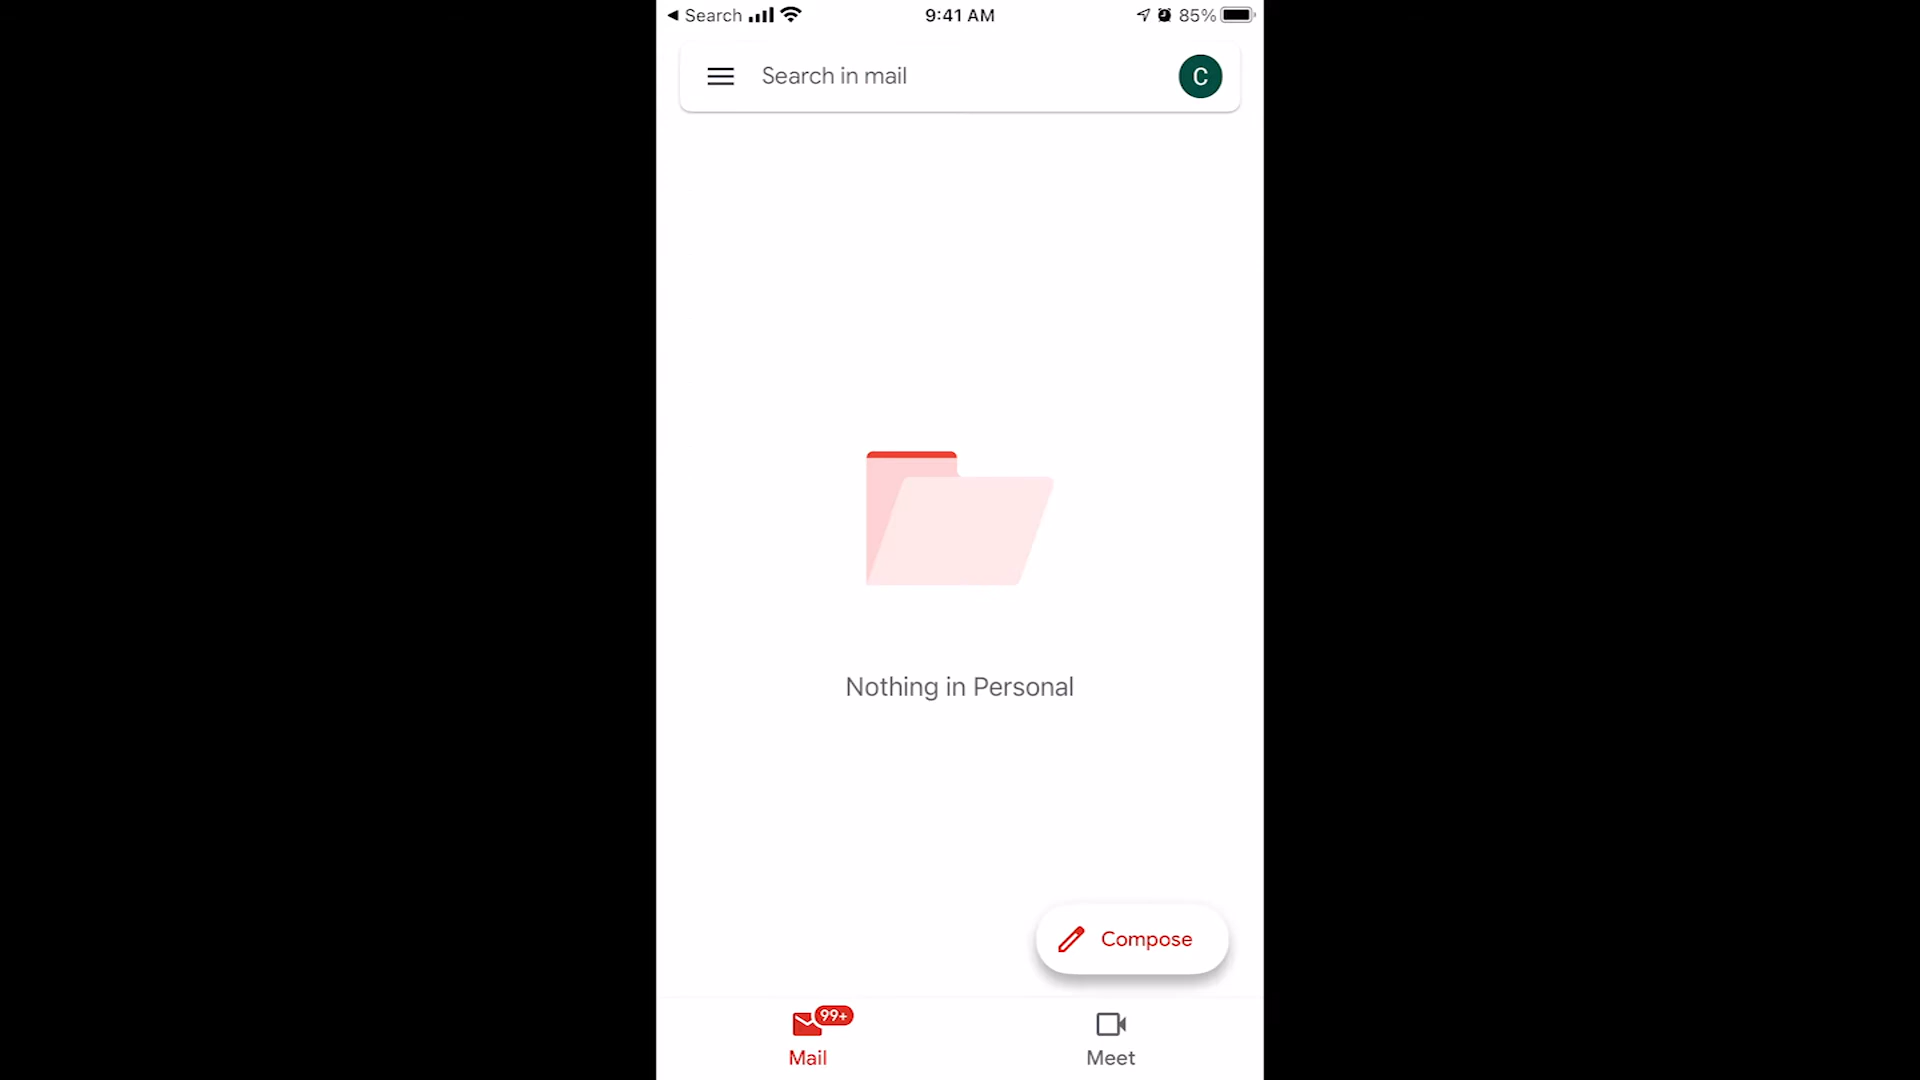 Search
9:41 AM
85%
Search in mail
C
Nothing in Personal
Compose
99+
Mail
Meet